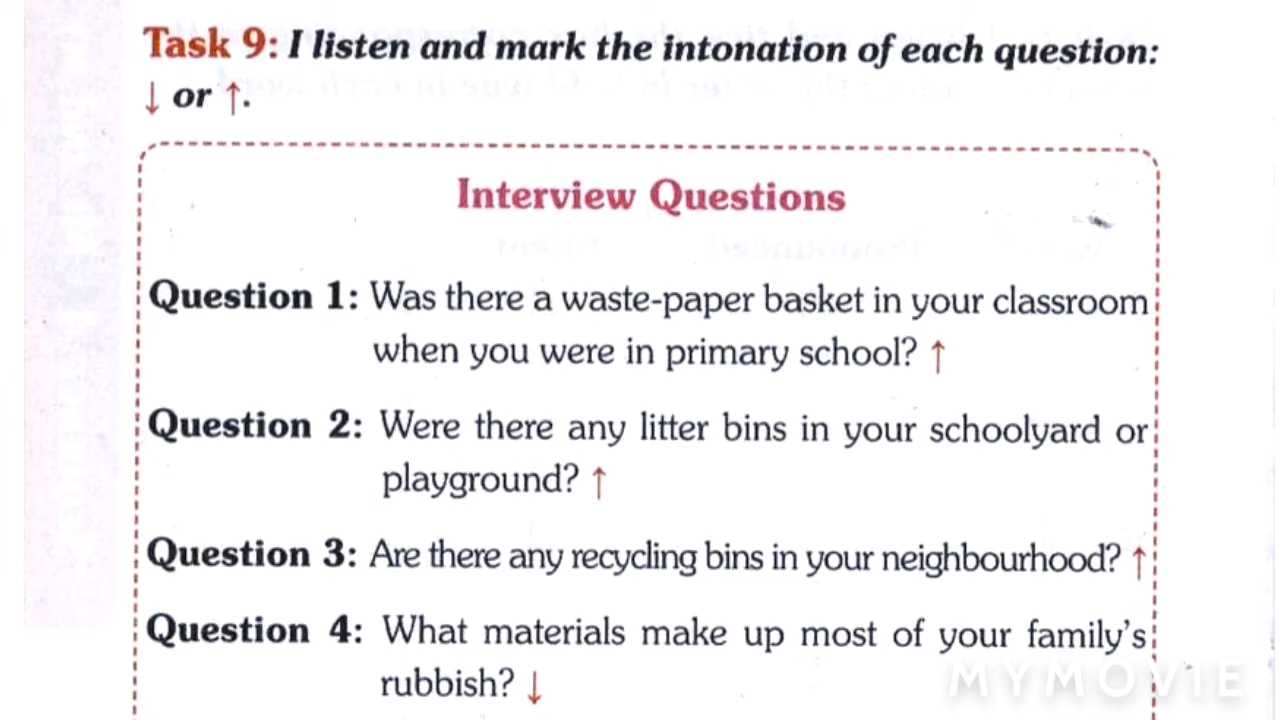 Task 9: I listen and mark the intonation of each question:
↓ or ↑.
Interview Questions
Question 1: Was there a waste-paper basket in your classroom
when you were in primary school? ↑
Question 2: Were there any litter bins in your schoolyard or
playground? ↑
Question 3: Are there any recycling bins in your neighbourhood? ↑
Question 4: What materials make up most of your family's
rubbish? ↓
MYMOVIE